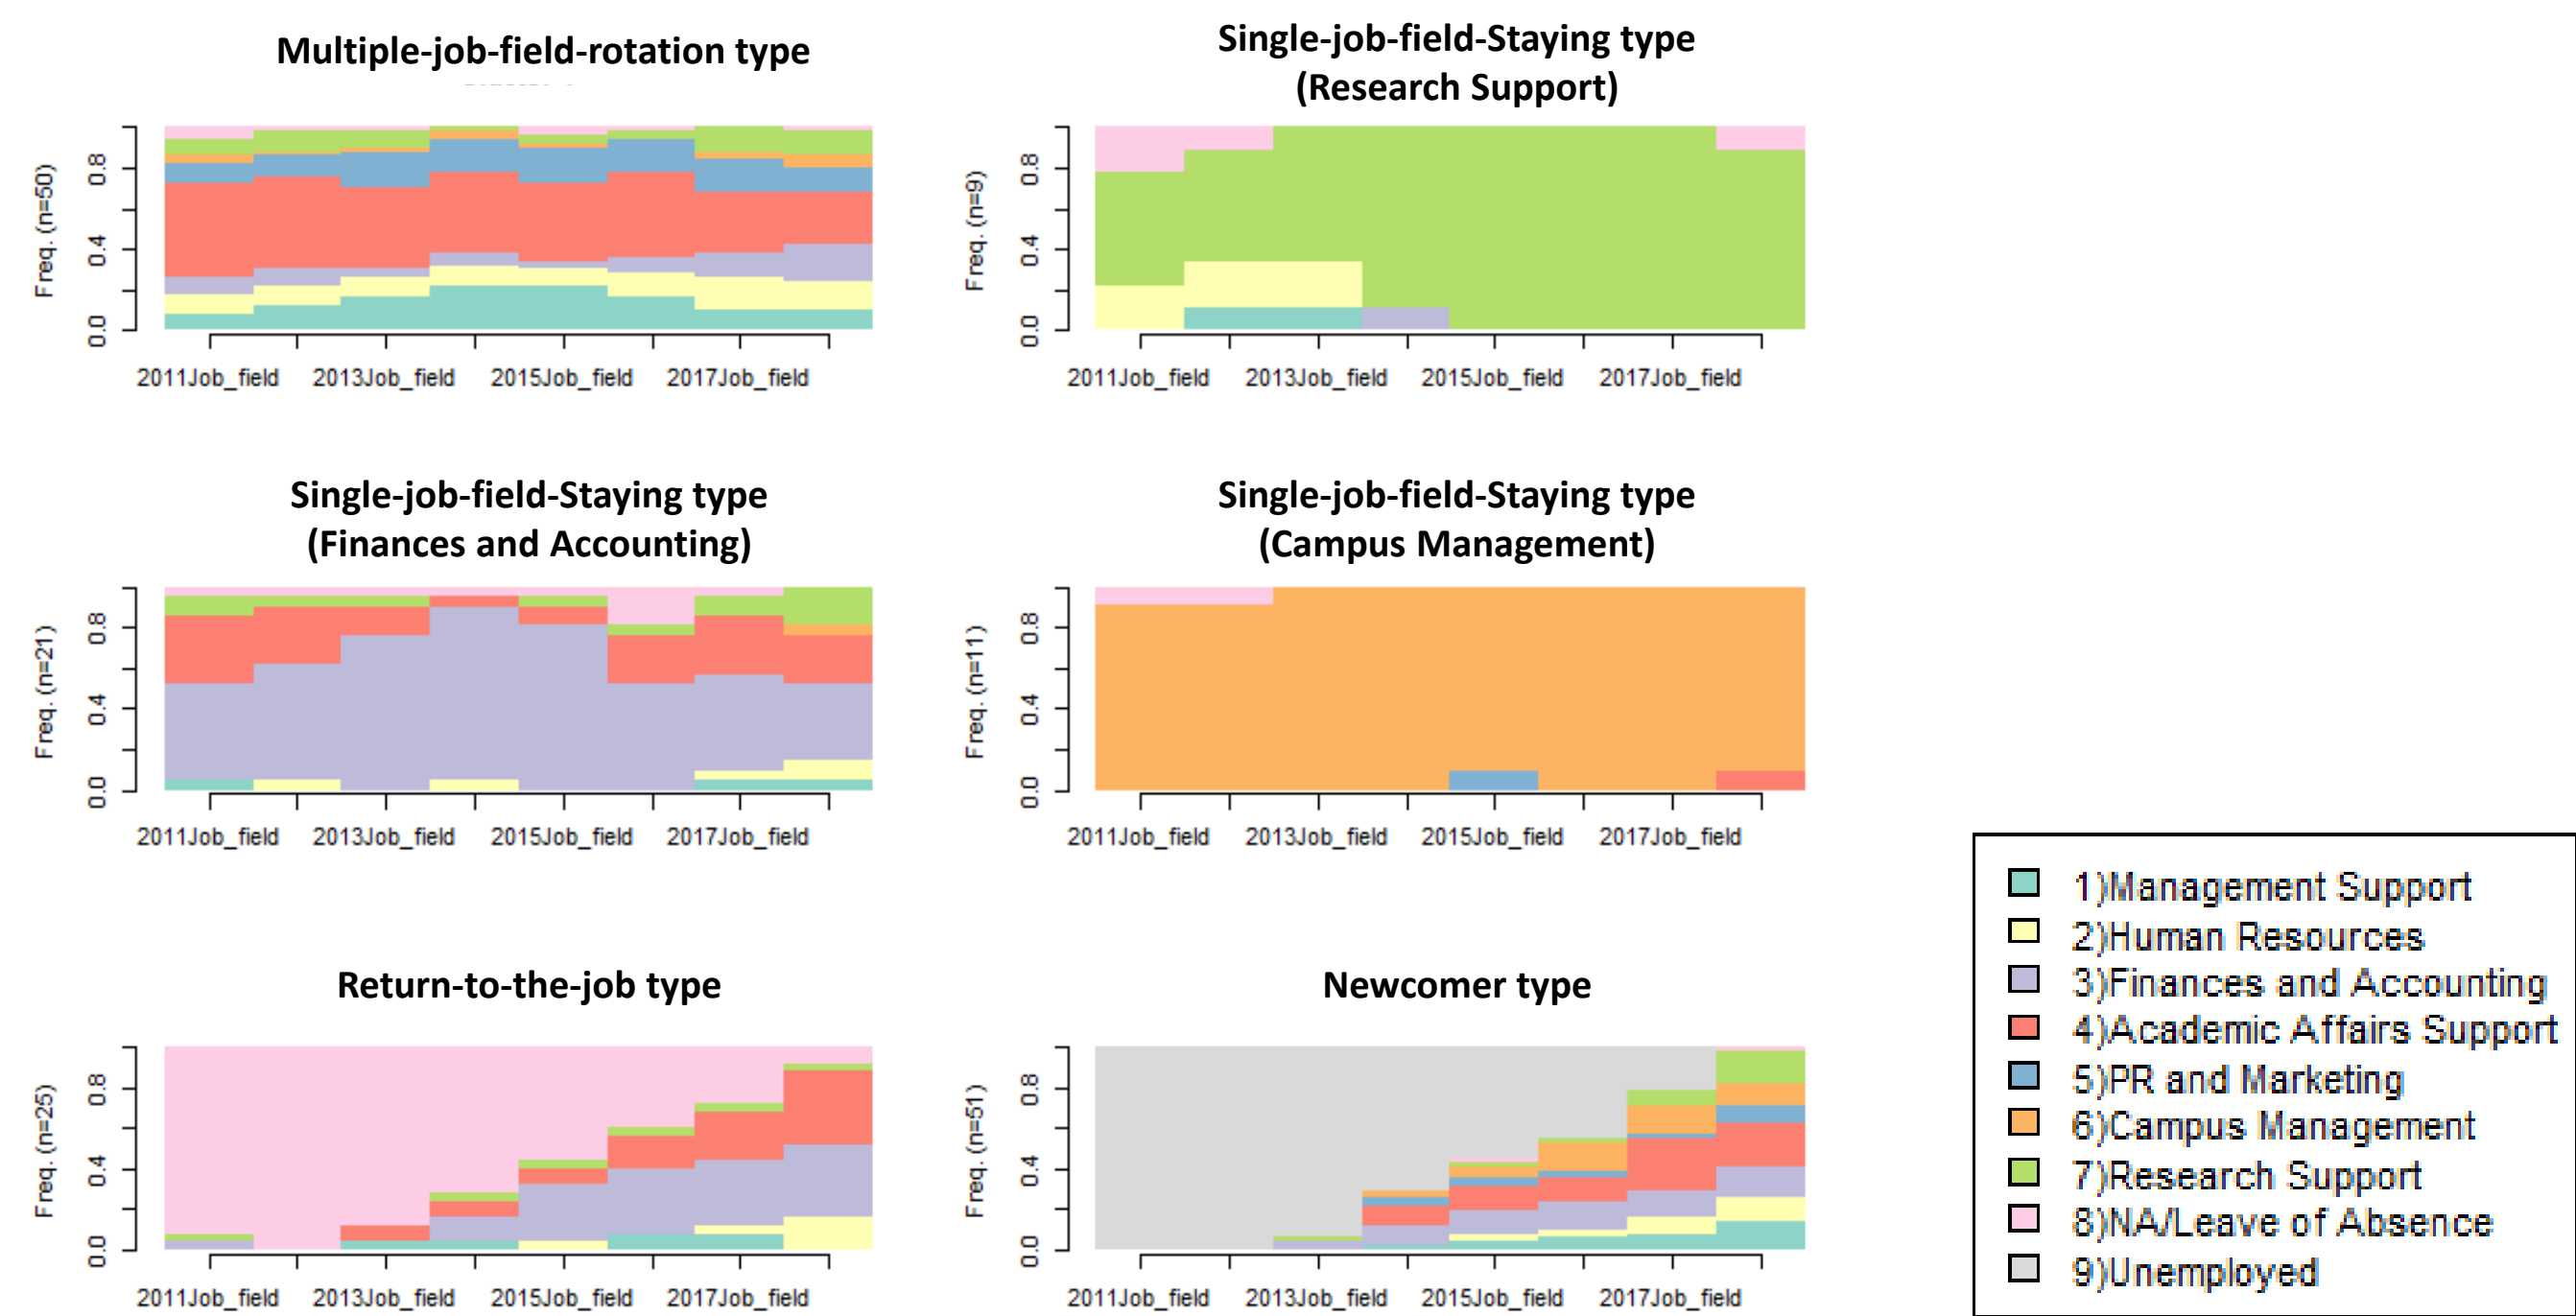 Multiple-job-field-rotation type
Freq. (n=50)
0.0 0.4 0.8
2011Job_field 2013Job_field 2015Job_field 2017Job_field
Single-job-field-Staying type
(Research Support)
Freq. (n=9)
0.0 0.4 0.8
2011Job_field 2013Job_field 2015Job_field 2017Job_field
Single-job-field-Staying type
(Finances and Accounting)
Freq. (n=21)
0.0 0.4 0.8
2011Job_field 2013Job_field 2015Job_field 2017Job_field
Single-job-field-Staying type
(Campus Management)
Freq. (n=11)
0.0 0.4 0.8
2011Job_field 2013Job_field 2015Job_field 2017Job_field
Return-to-the-job type
Freq. (n=25)
0.0 0.4 0.8
2011Job_field 2013Job_field 2015Job_field 2017Job_field
Newcomer type
Freq. (n=51)
0.0 0.4 0.8
2011Job_field 2013Job_field 2015Job_field 2017Job_field
1)Management Support
2)Human Resources
3)Finances and Accounting
4)Academic Affairs Support
5)PR and Marketing
6)Campus Management
7)Research Support
8)NA/Leave of Absence
9)Unemployed